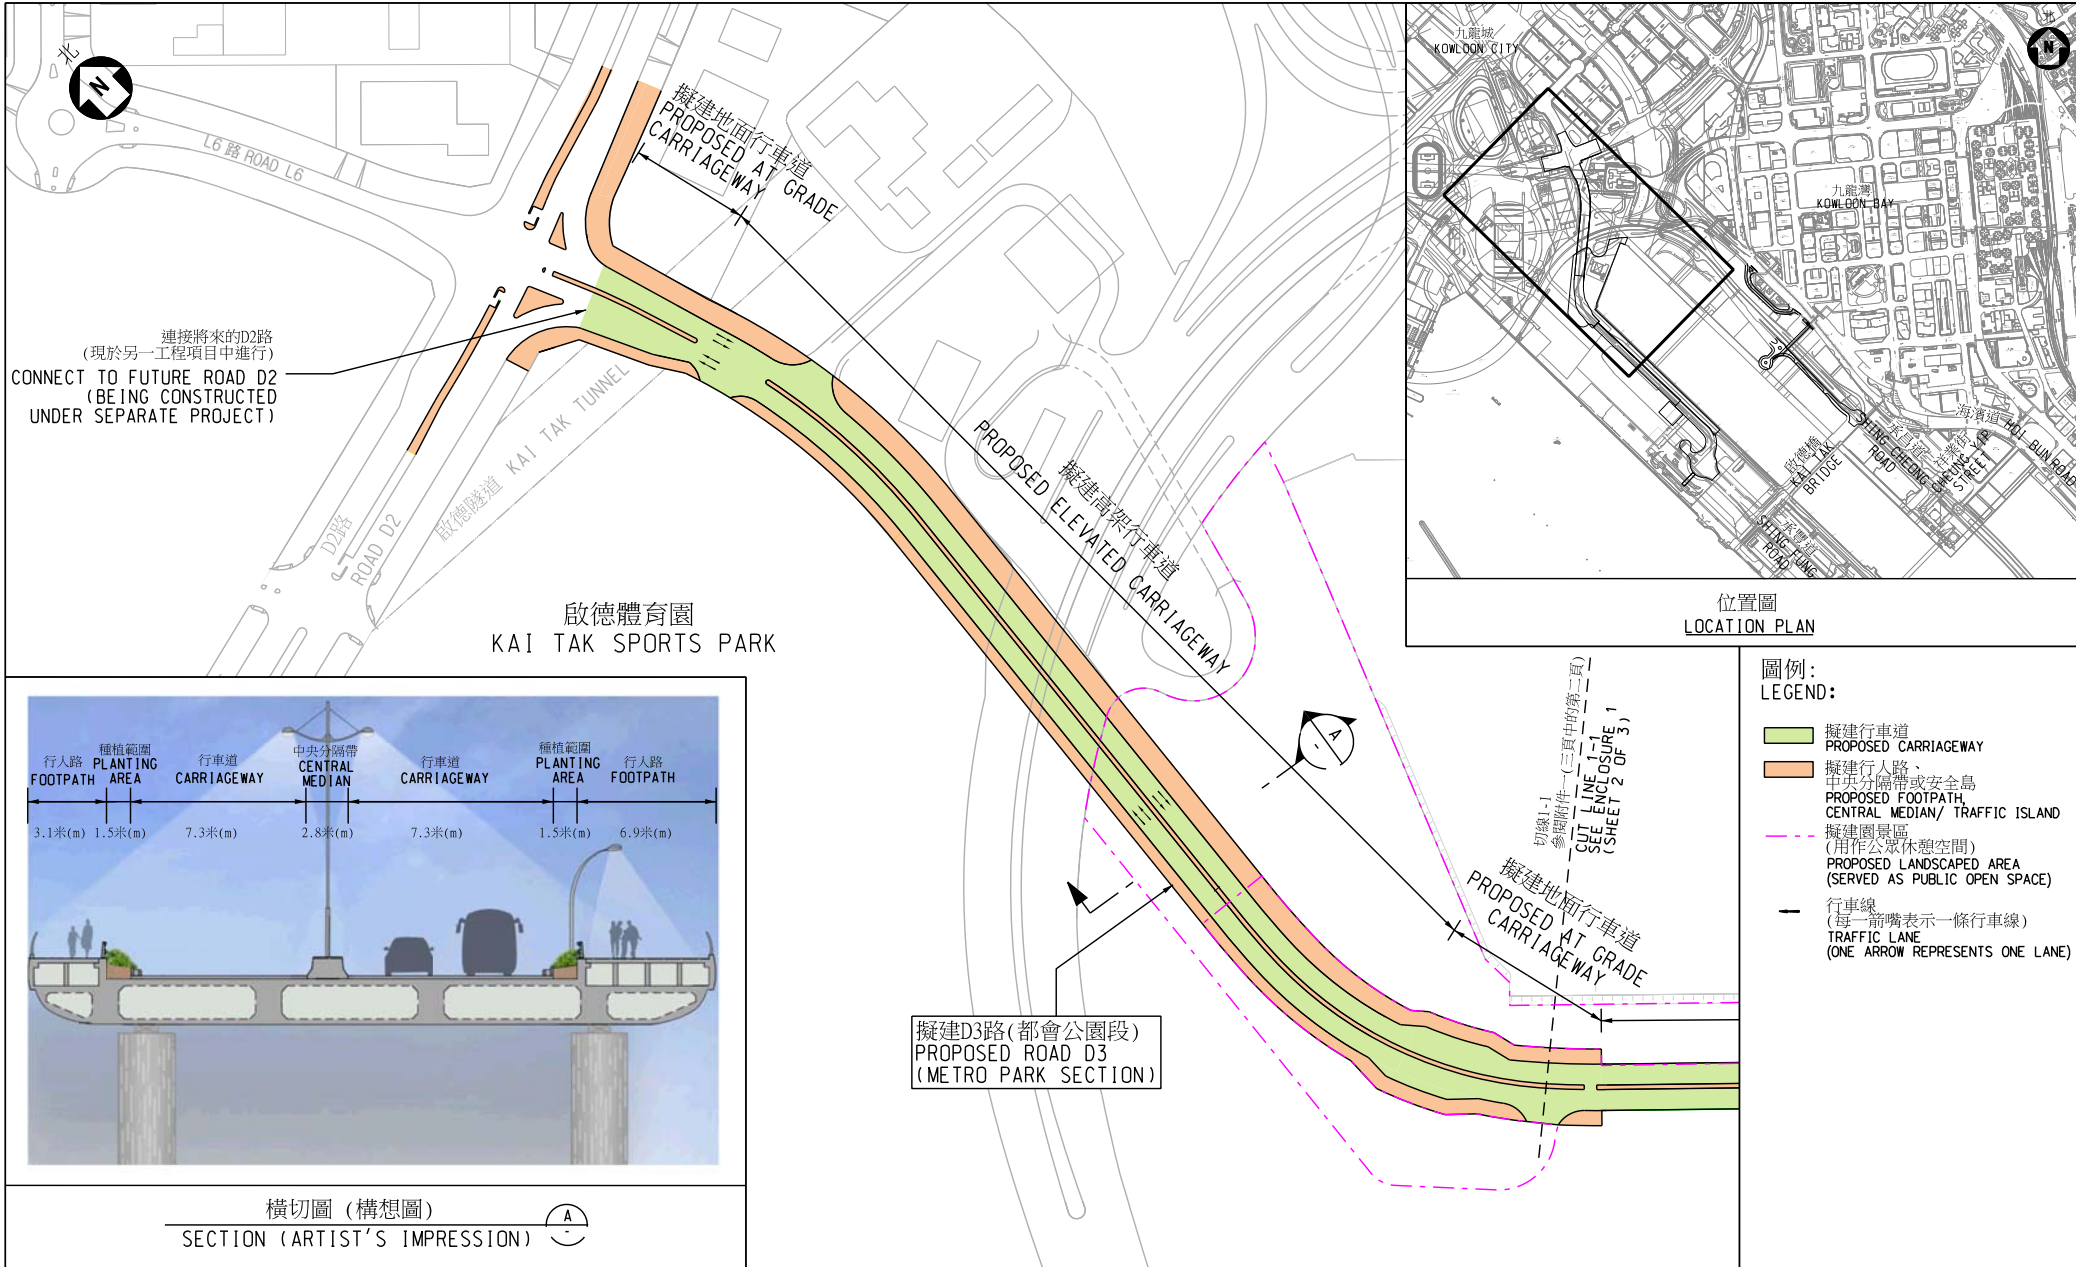 北
N
L6 路 ROAD L6
擬建地面行車道
PROPOSED AT GRADE
CARRIAGEWAY
連接將來的D2路
(現於另一工程項目中進行)
CONNECT TO FUTURE ROAD D2
(BEING CONSTRUCTED
UNDER SEPARATE PROJECT)
D2路
ROAD D2
啟德隧道 KAI TAK TUNNEL
啟德體育園
KAI TAK SPORTS PARK
擬建高架行車道
PROPOSED ELEVATED CARRIAGEWAY
A
-
切線1-1
參閱附件一(三頁中的第二頁)
CUT LINE 1-1
SEE ENCLOSURE 1
(SHEET 2 OF 3)
擬建地面行車道
PROPOSED AT GRADE
CARRIAGEWAY
擬建D3路(都會公園段)
PROPOSED ROAD D3
(METRO PARK SECTION)
行人路
FOOTPATH
種植範圍
PLANTING
AREA
行車道
CARRIAGEWAY
中央分隔帶
CENTRAL
MEDIAN
行車道
CARRIAGEWAY
種植範圍
PLANTING
AREA
行人路
FOOTPATH
3.1米(m) 1.5米(m) 7.3米(m) 2.8米(m) 7.3米(m) 1.5米(m) 6.9米(m)
橫切圖 (構想圖)
SECTION (ARTIST'S IMPRESSION)
A
-
北
N
九龍城
KOWLOON CITY
九龍灣
KOWLOON BAY
海濱道 HOI BUN ROAD
祥業街
CHEUNG YIP
STREET
承昌道
SHING CHEONG
ROAD
啟德橋
KAI TAK
BRIDGE
承豐道
SHING FUNG
ROAD
位置圖
LOCATION PLAN
圖例:
LEGEND:
擬建行車道
PROPOSED CARRIAGEWAY
擬建行人路、
中央分隔帶或安全島
PROPOSED FOOTPATH,
CENTRAL MEDIAN/ TRAFFIC ISLAND
擬建園景區
(用作公眾休憩空間)
PROPOSED LANDSCAPED AREA
(SERVED AS PUBLIC OPEN SPACE)
行車線
(每一箭嘴表示一條行車線)
TRAFFIC LANE
(ONE ARROW REPRESENTS ONE LANE)